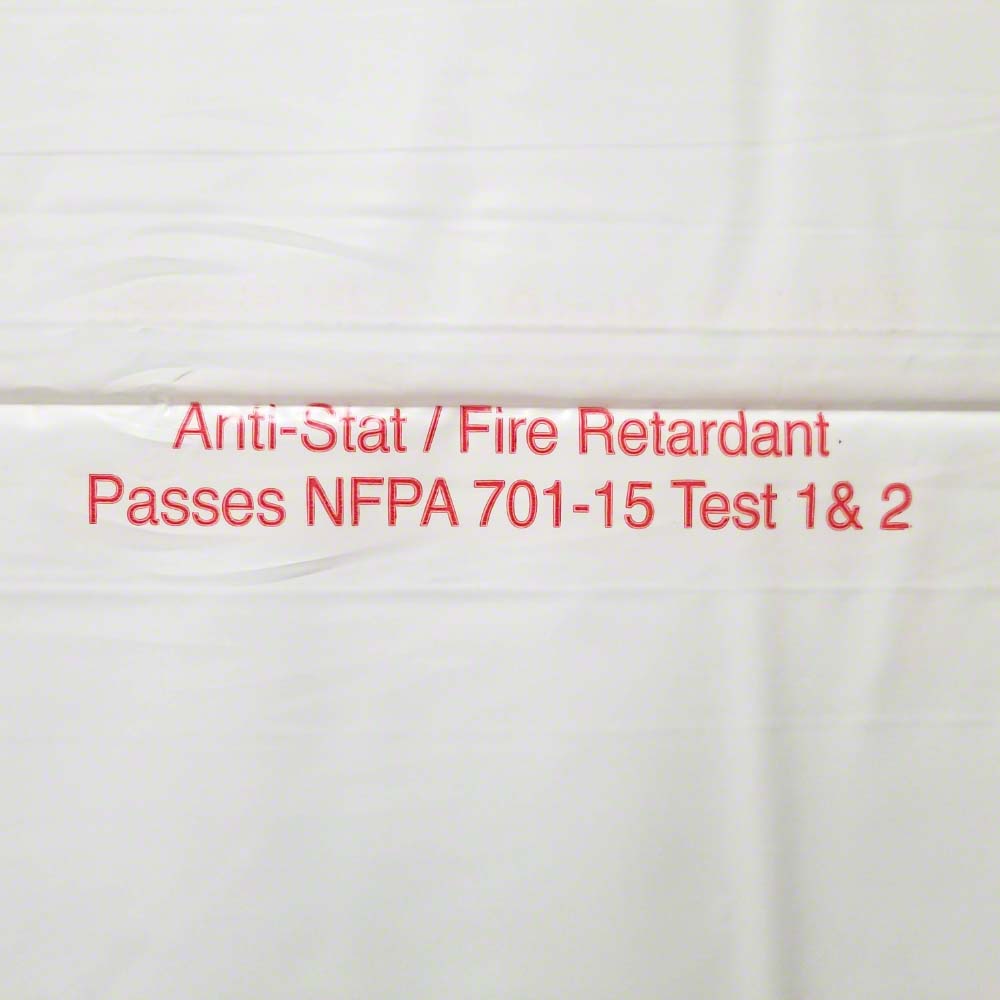 Anti-Stat / Fire Retardant
Passes NFPA 701-15 Test 1& 2